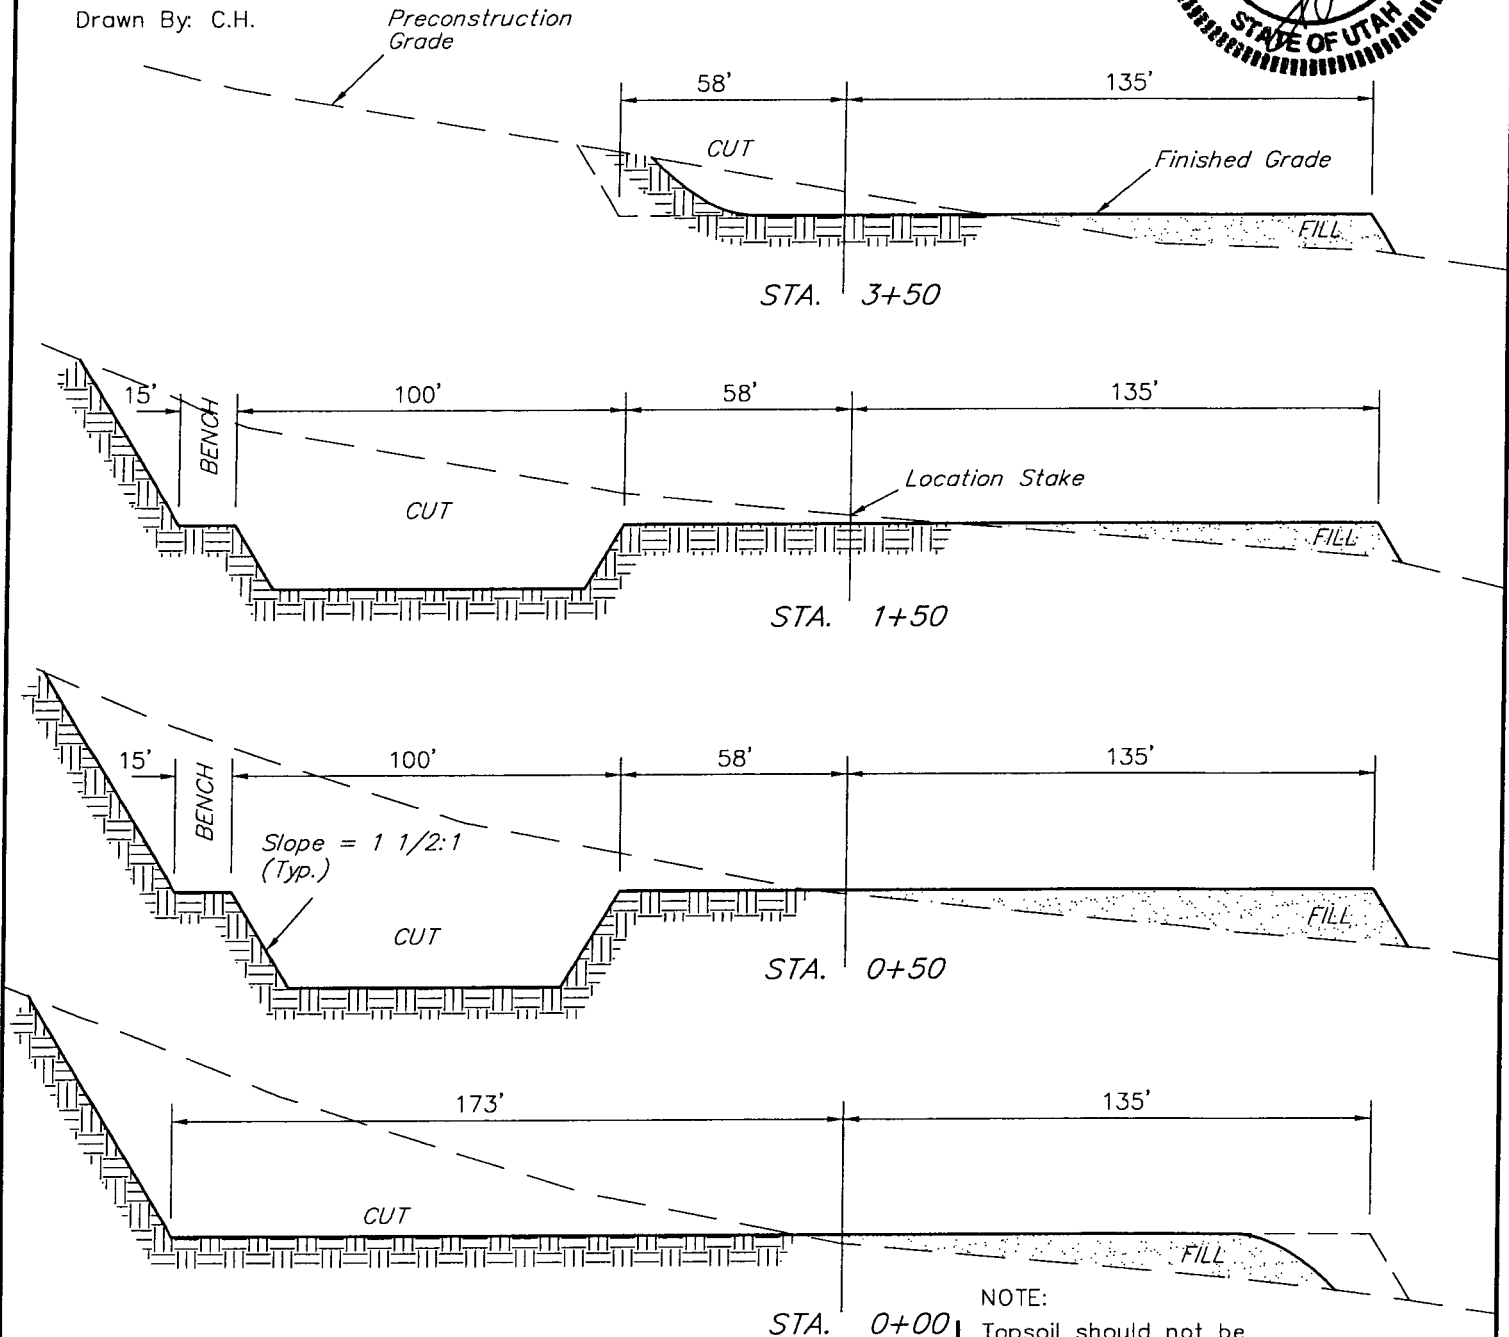 Drawn By: C.H.
Preconstruction
Grade
STATE OF UTAH
58'
135'
CUT
Finished Grade
FILL
STA. 3+50
15'
BENCH
100'
58'
135'
CUT
Location Stake
FILL
STA. 1+50
15'
BENCH
100'
58'
135'
Slope = 1 1/2:1
(Typ.)
CUT
FILL
STA. 0+50
173'
135'
CUT
FILL
STA. 0+00
NOTE:
Topsoil should not be